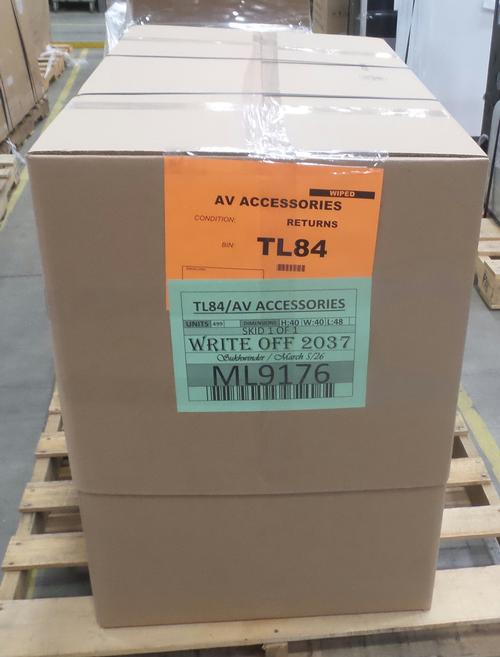 WIPED
AV ACCESSORIES
CONDITION: RETURNS
BIN: TL84
TL84/AV ACCESSORIES
UNITS 499 DIMENSIONS H:40 W:40 L:48
SKID 1 OF 1
WRITE OFF 2037
Sukhwinder / March 5/26
ML9176